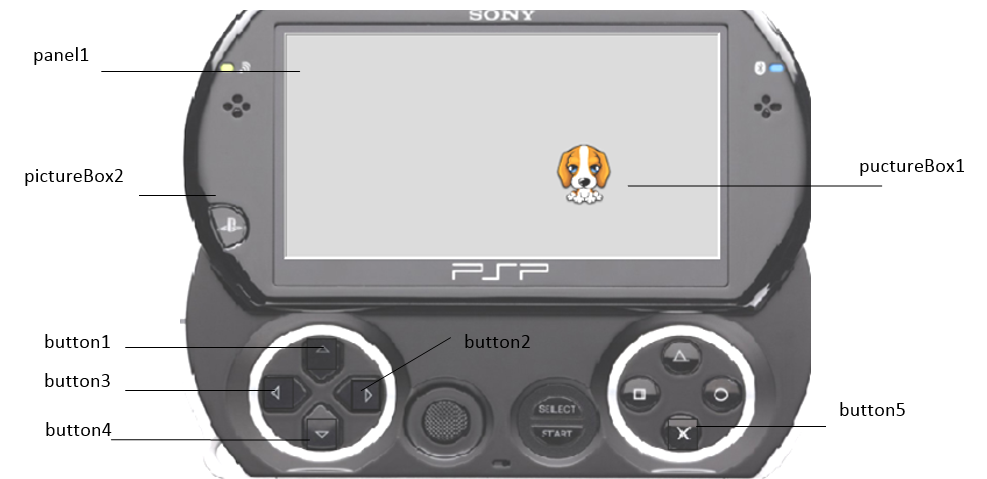 SONY
panel1
pictureBox2
puctureBox1
PSP
button1
button2
button3
button4
button5
SELECT
START